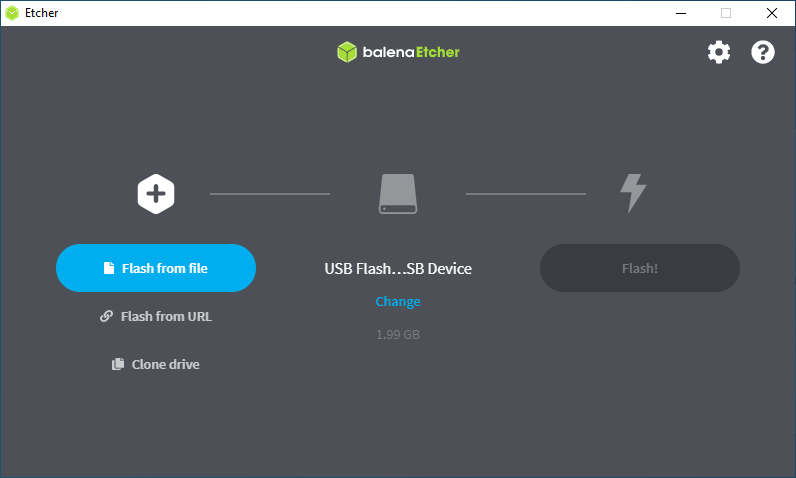 Etcher
balenaEtcher
Flash from file
Flash from URL
Clone drive
USB Flash...SB Device
Change
1.99 GB
Flash!